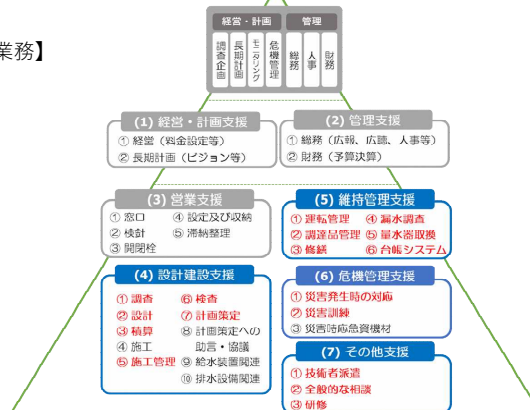 業務】
経営・計画
管理
調査企画
長期計画
モニタリング
危機管理
総務
人事
財務
(1) 経営・計画支援
① 経営（料金設定等）
② 長期計画（ビジョン等）
(2) 管理支援
① 総務（広報、広聴、人事等）
② 財務（予算決算）
(3) 営業支援
① 窓口
② 検針
③ 開閉栓
④ 設定及び収納
⑤ 滞納整理
(5) 維持管理支援
① 運転管理
② 調達品管理
③ 修繕
④ 漏水調査
⑤ 量水器取換
⑥ 台帳システム
(4) 設計建設支援
① 調査
② 設計
③ 積算
④ 施工
⑤ 施工管理
⑥ 検査
⑦ 計画策定
⑧ 計画策定への
助言・協議
⑨ 給水装置関連
⑩ 排水設備関連
(6) 危機管理支援
① 災害発生時の対応
② 災害訓練
③ 災害時応急資機材
(7) その他支援
① 技術者派遣
② 全般的な相談
③ 研修